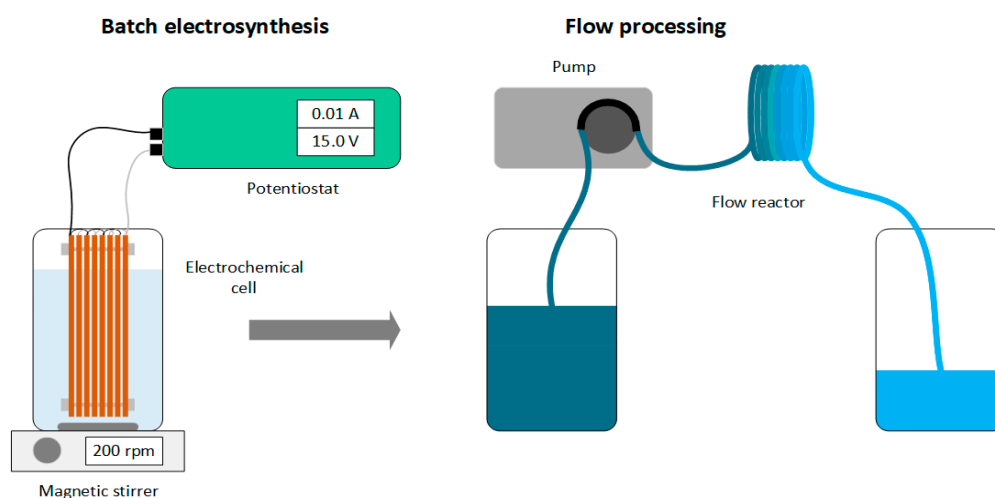 Batch electrosynthesis
Flow processing
Pump
0.01 A
15.0 V
Potentiostat
Flow reactor
Electrochemical
cell
200 rpm
Magnetic stirrer